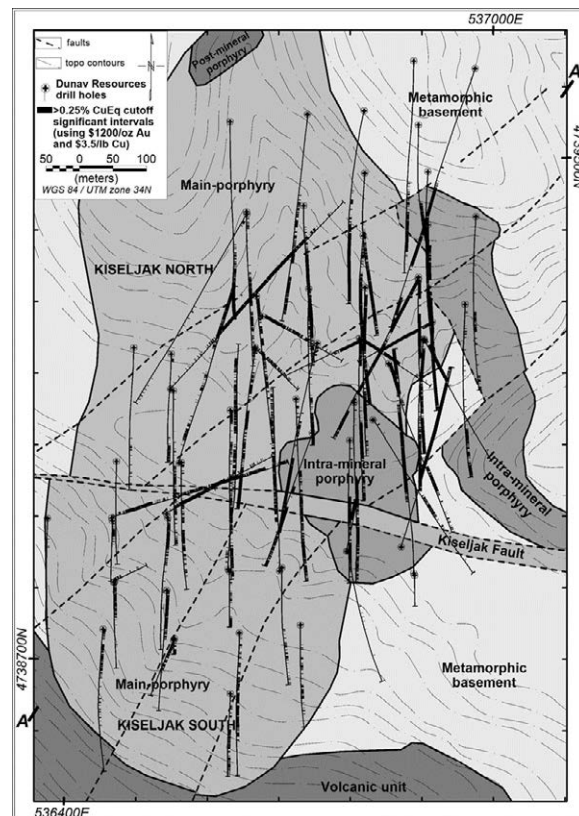 537000E
faults
topo contours
N
Dunav Resources
drill holes
>0.25% CuEq cutoff
significant intervals
(using $1200/oz Au
and $3.5/lb Cu)
50 0 50 100
(meters)
WGS 84 / UTM zone 34N
Post-mineral
porphyry
Metamorphic
basement
A
4739500N
Main-porphyry
KISELJAK NORTH
Intra-mineral
porphyry
Intra-mineral
porphyry
Kiseljak Fault
4738700N
Main-porphyry
Metamorphic
basement
A
KISELJAK SOUTH
Volcanic unit
536400E